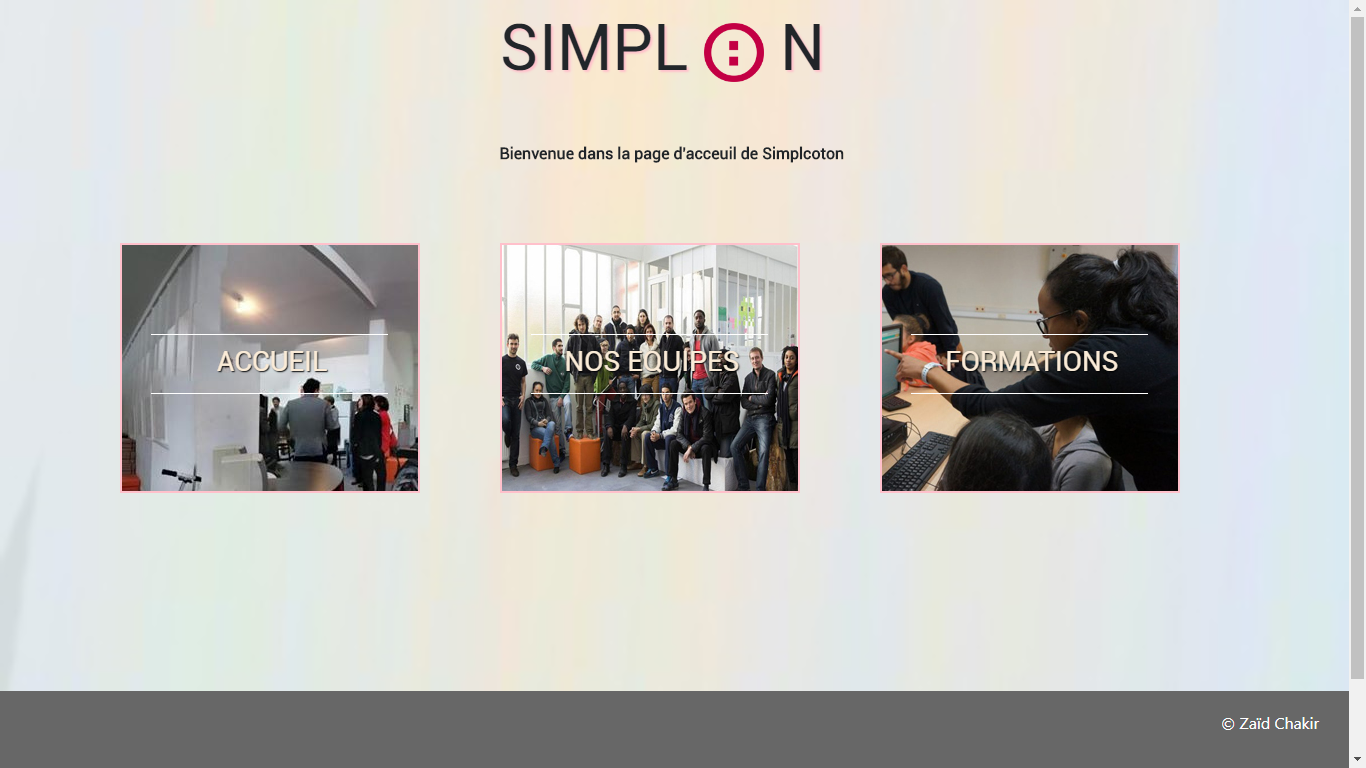 SIMPL : N
Bienvenue dans la page d'acceuil de Simplcoton
ACCUEIL
NOS EQUIPES
FORMATIONS
© Zaïd Chakir